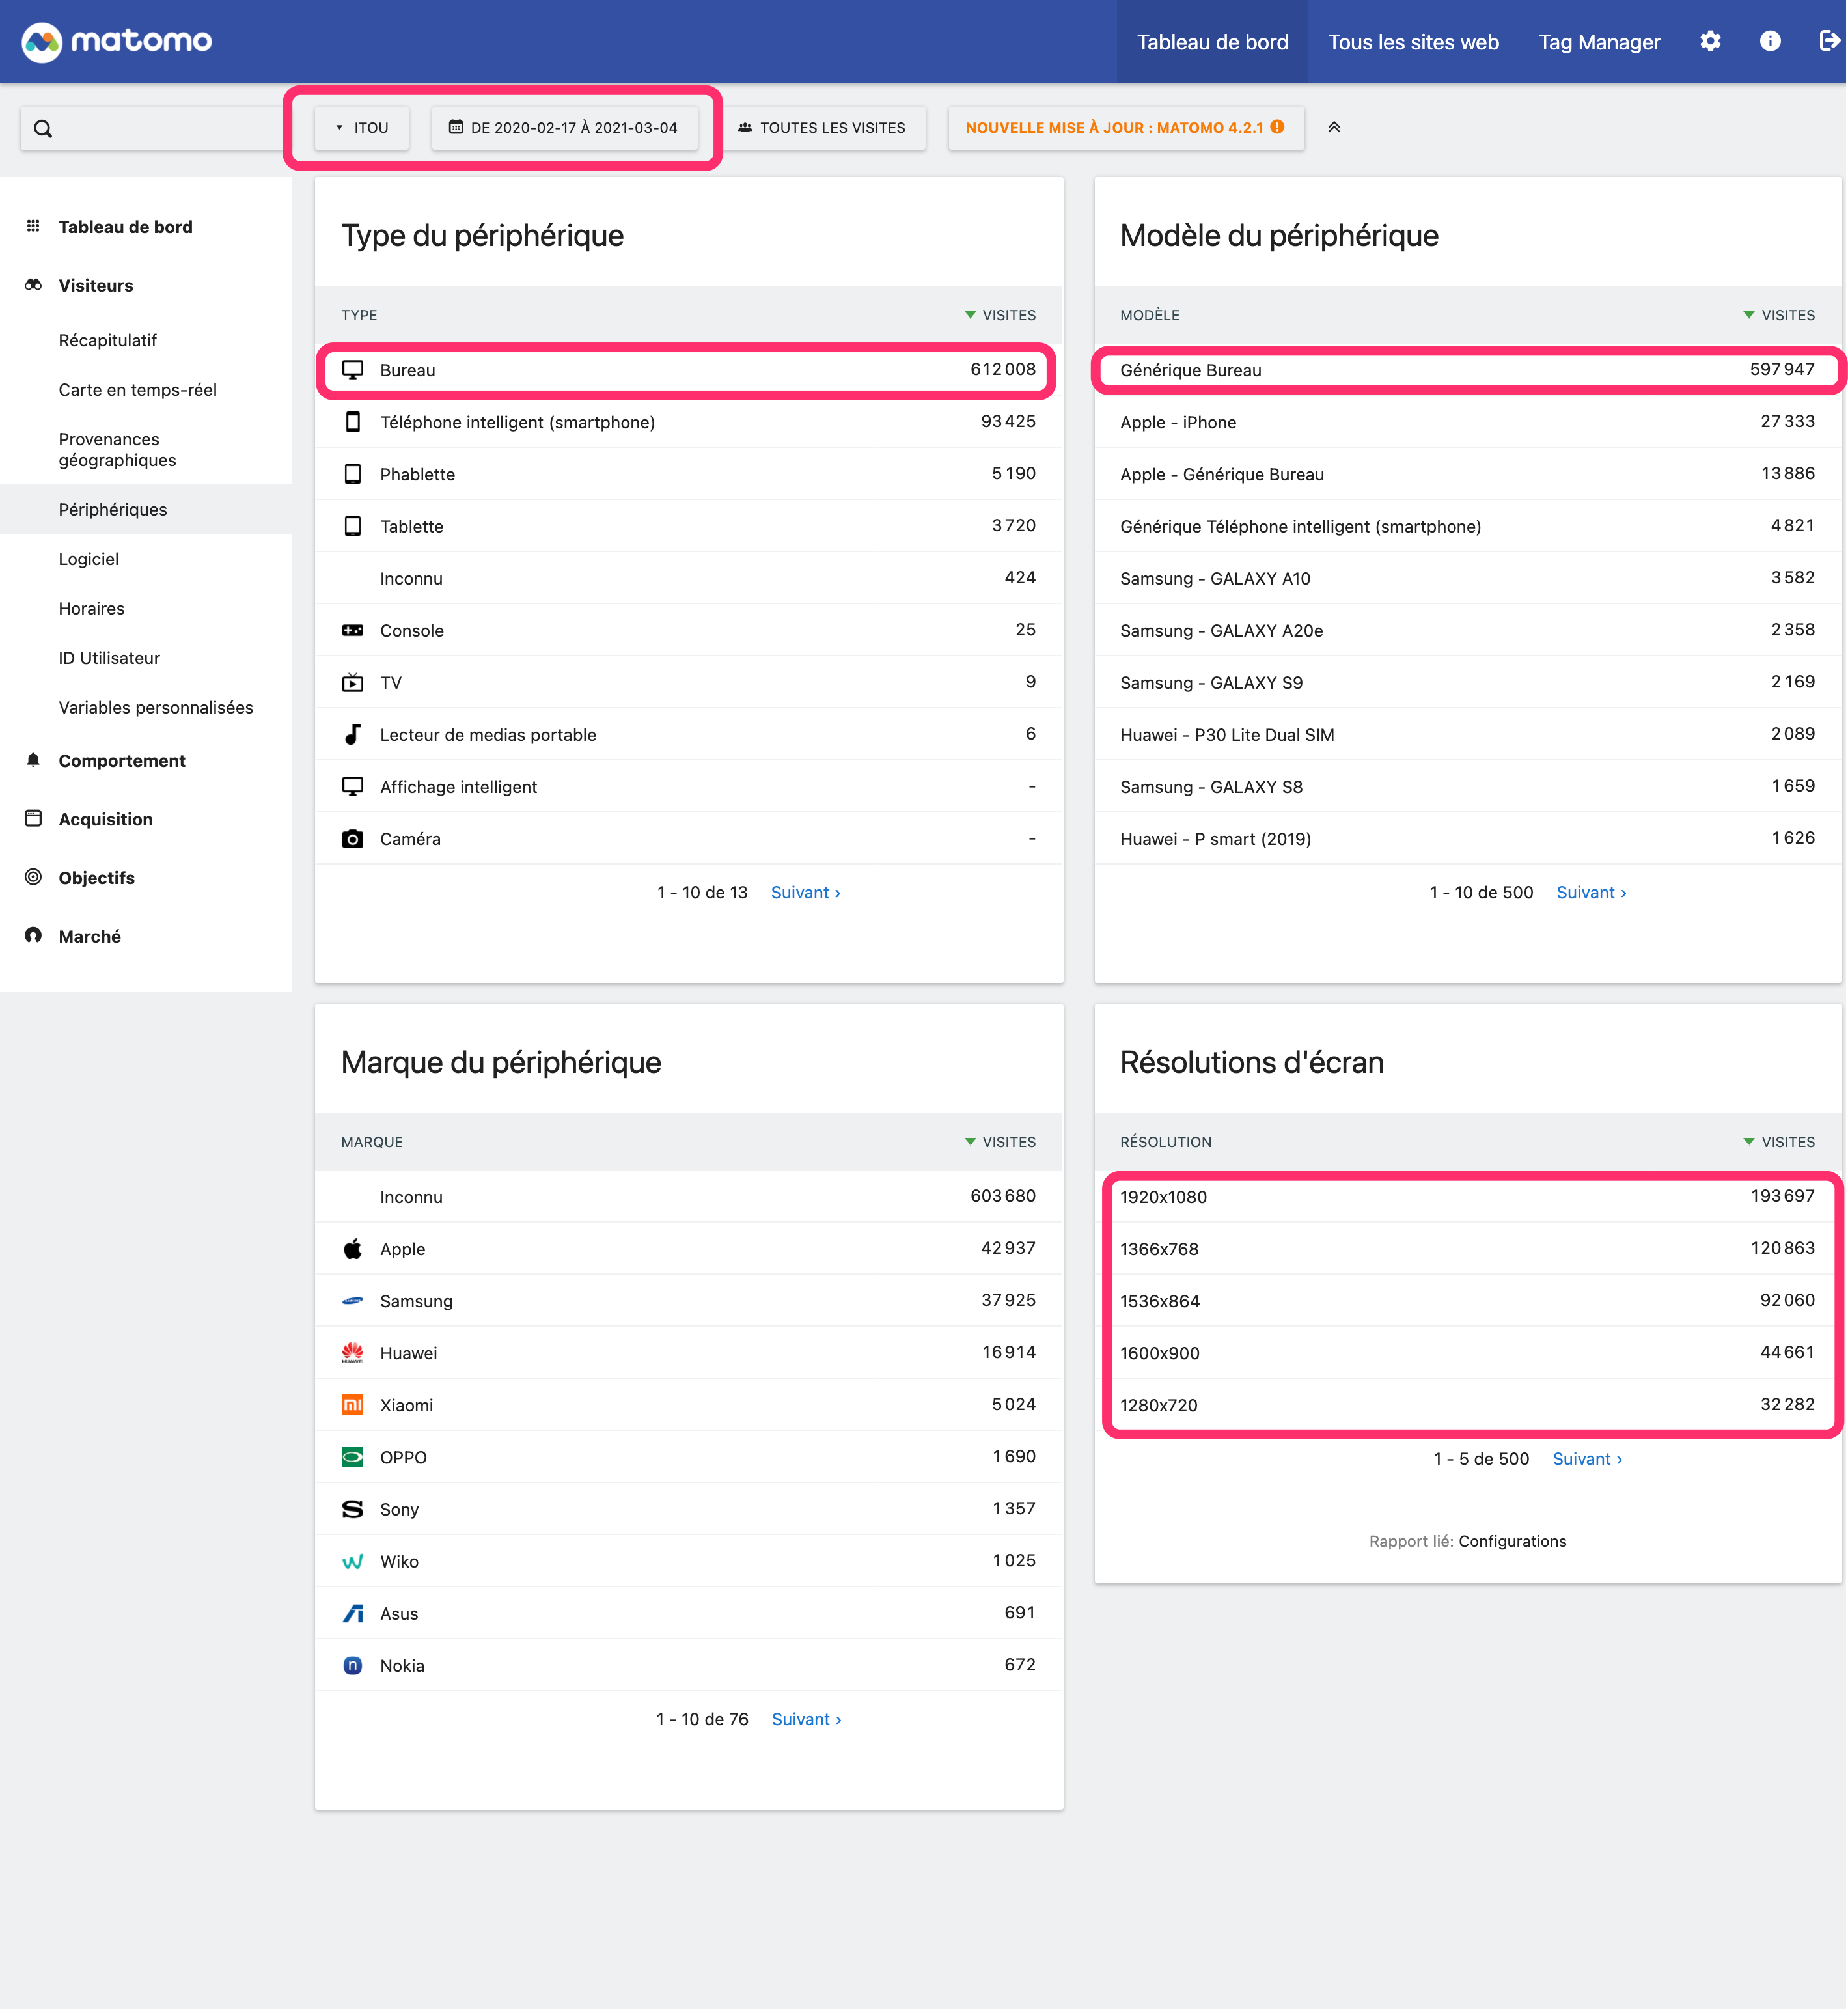 matomo
Tableau de bord
Tous les sites web
Tag Manager
ITOU
DE 2020-02-17 À 2021-03-04
TOUTES LES VISITES
NOUVELLE MISE À JOUR : MATOMO 4.2.1
Tableau de bord
Visiteurs
Récapitulatif
Carte en temps-réel
Provenances
géographiques
Périphériques
Logiciel
Horaires
ID Utilisateur
Variables personnalisées
Comportement
Acquisition
Objectifs
Marché
Type du périphérique
TYPE VISITES
Bureau 612 008
Téléphone intelligent (smartphone) 93 425
Phablette 5 190
Tablette 3 720
Inconnu 424
Console 25
TV 9
Lecteur de medias portable 6
Affichage intelligent -
Caméra -
1 - 10 de 13 Suivant ›
Modèle du périphérique
MODÈLE VISITES
Générique Bureau 597 947
Apple - iPhone 27 333
Apple - Générique Bureau 13 886
Générique Téléphone intelligent (smartphone) 4 821
Samsung - GALAXY A10 3 582
Samsung - GALAXY A20e 2 358
Samsung - GALAXY S9 2 169
Huawei - P30 Lite Dual SIM 2 089
Samsung - GALAXY S8 1 659
Huawei - P smart (2019) 1 626
1 - 10 de 500 Suivant ›
Marque du périphérique
MARQUE VISITES
Inconnu 603 680
Apple 42 937
Samsung 37 925
Huawei 16 914
Xiaomi 5 024
OPPO 1 690
Sony 1 357
Wiko 1 025
Asus 691
Nokia 672
1 - 10 de 76 Suivant ›
Résolutions d'écran
RÉSOLUTION VISITES
1920x1080 193 697
1366x768 120 863
1536x864 92 060
1600x900 44 661
1280x720 32 282
1 - 5 de 500 Suivant ›
Rapport lié: Configurations